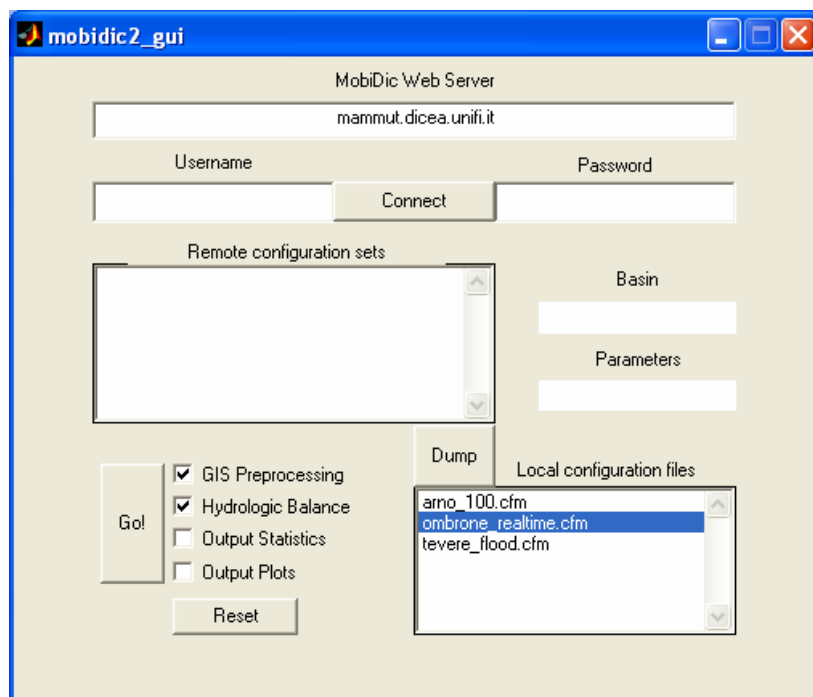 mobidic2_gui
MobiDic Web Server
mammut.dicea.unifi.it
Username
Password
Connect
Remote configuration sets
Basin
Parameters
Dump
Local configuration files
Go!
GIS Preprocessing
Hydrologic Balance
Output Statistics
Output Plots
Reset
arno_100.cfm
ombrone_realtime.cfm
tevere_flood.cfm